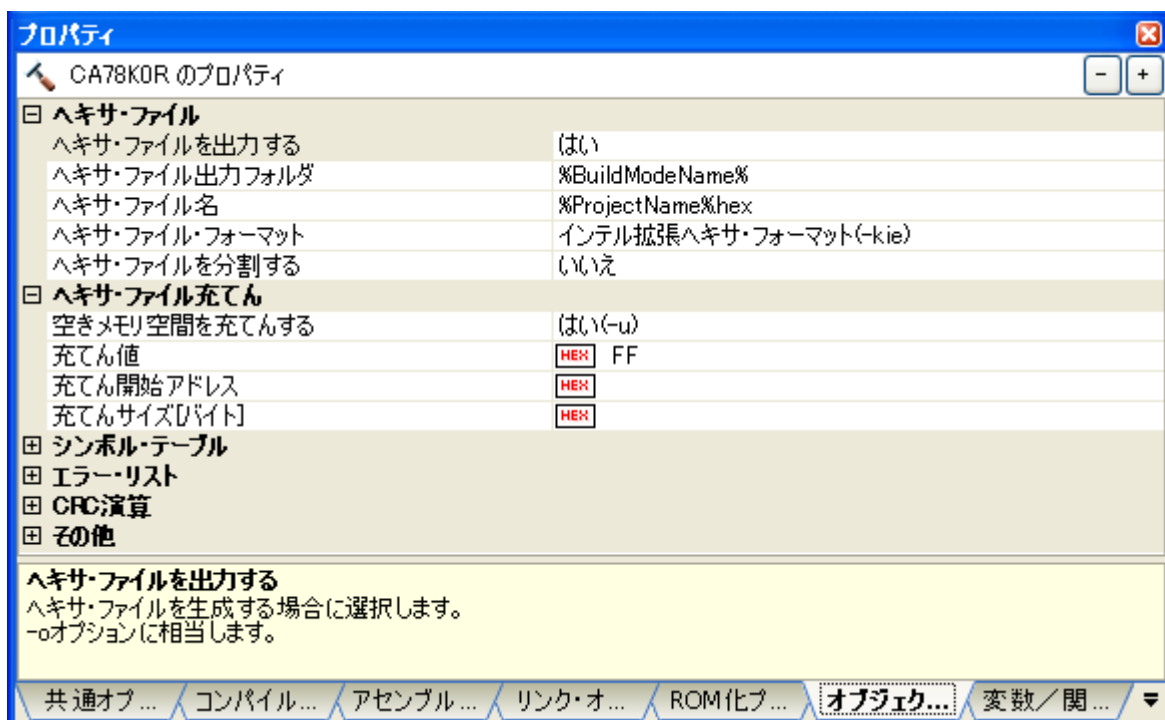 プロパティ
CA78K0R のプロパティ
- +
ヘキサ・ファイル
ヘキサ・ファイルを出力する はい
ヘキサ・ファイル出力フォルダ %BuildModeName%
ヘキサ・ファイル名 %ProjectName%hex
ヘキサ・ファイル・フォーマット インテル拡張ヘキサ・フォーマット(-kie)
ヘキサ・ファイルを分割する いいえ
ヘキサ・ファイル充てん
空きメモリ空間を充てんする はい(-u)
充てん値 HEX FF
充てん開始アドレス HEX
充てんサイズ[バイト] HEX
シンボル・テーブル
エラー・リスト
CRC演算
その他
ヘキサ・ファイルを出力する
ヘキサ・ファイルを生成する場合に選択します。
-oオプションに相当します。
共通オプ... コンパイル... アセンブル... リンク・オ... ROM化プ... オブジェク... 変数／関...